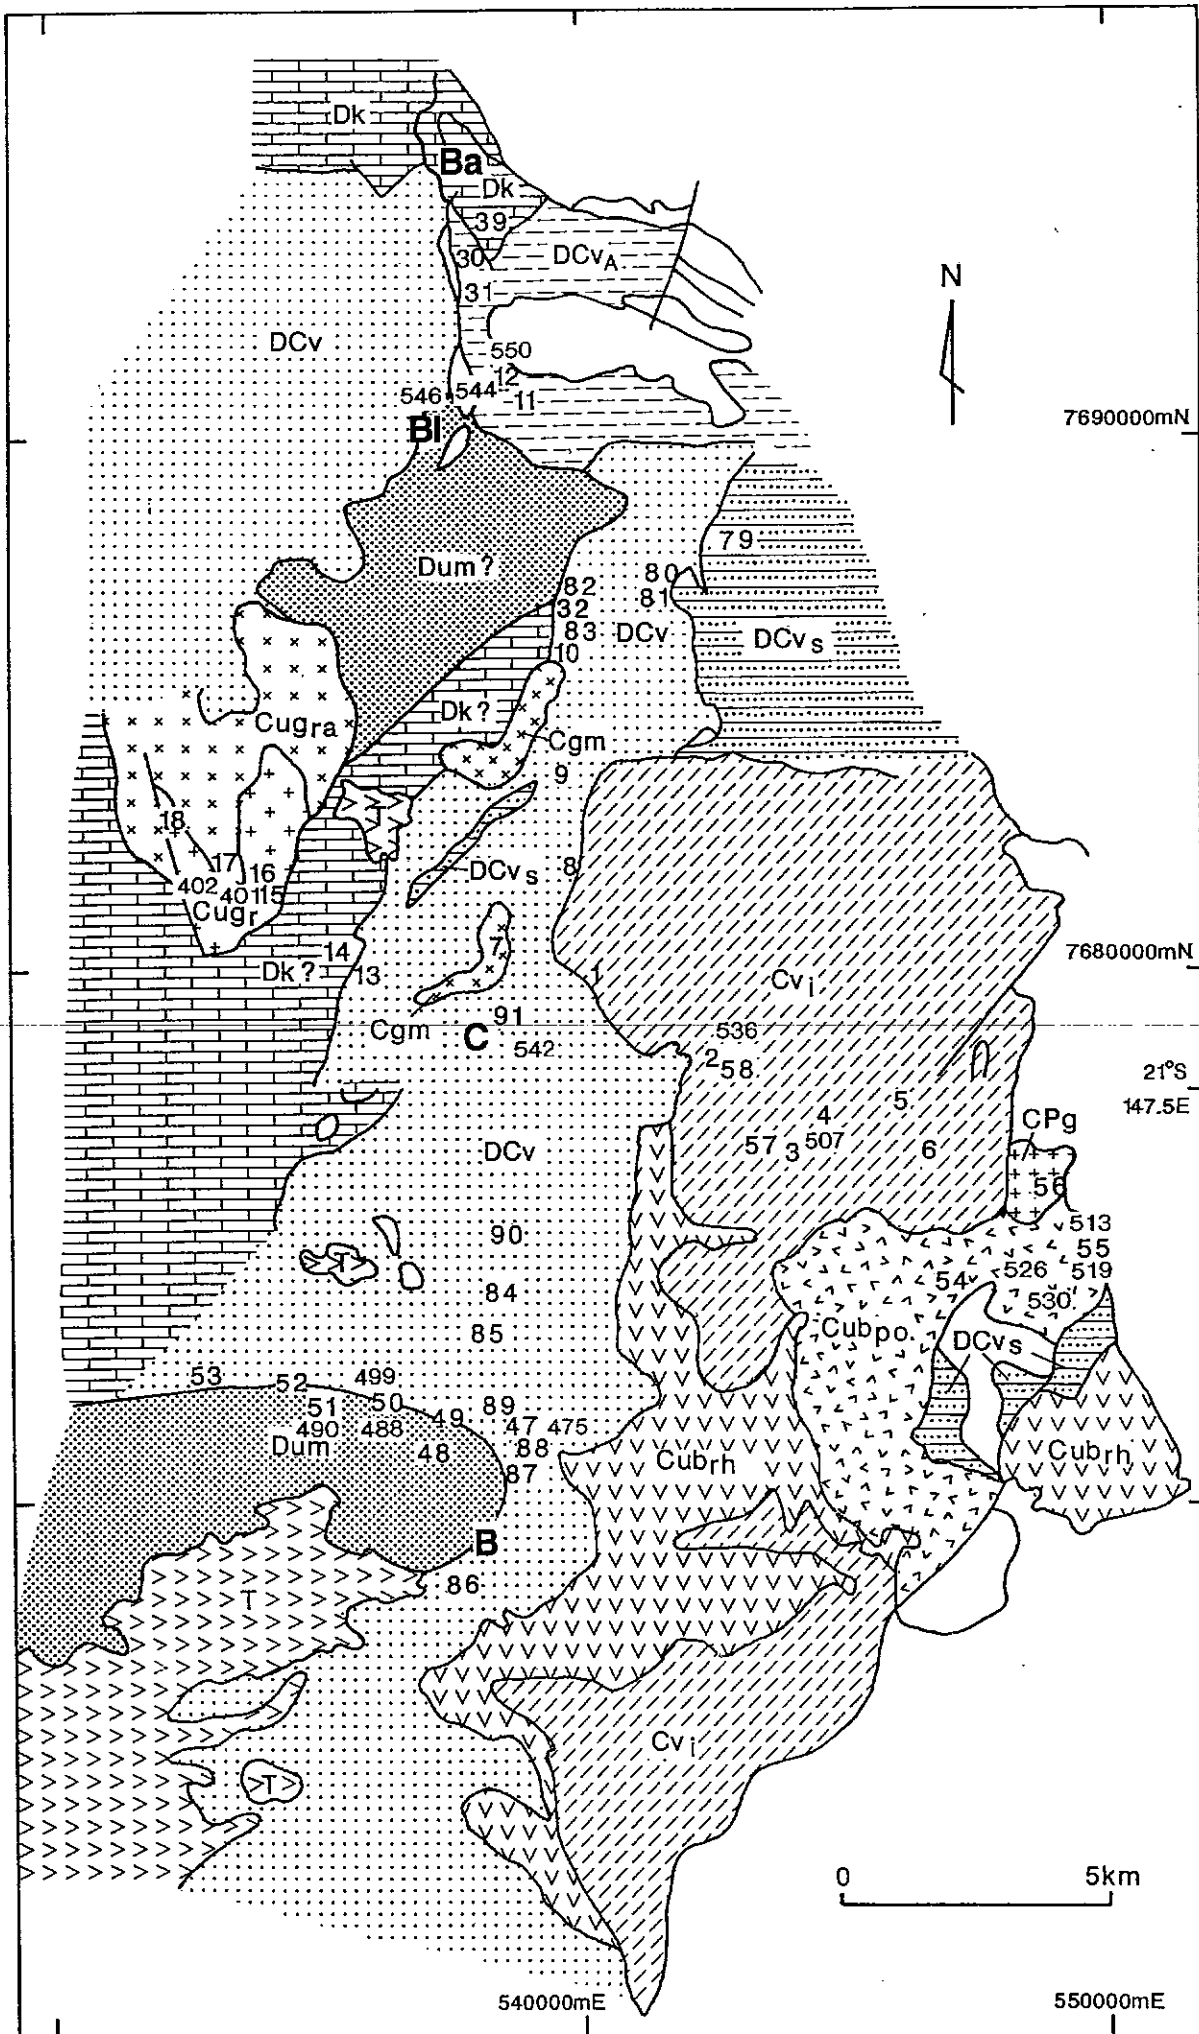 Dk
Ba
Dk
39
30
DCvA
31
N
DCv
550
12
546
544
11
Bl
7690000mN
79
Dum?
80
82
81
32
83
DCv
DCvs
10
Dk?
Cugra
Cgm
9
T
18
DCvs
8
17
16
402
401
15
Cugr
14
7
Dk?
13
1
Cvi
7680000mN
91
Cgm
C
542
536
2
58
21°S
5
147.5E
4
CPg
57
3
507
6
DCv
56
90
513
55
T
54
526
519
84
530
85
Cubpo
DCvs
53
52
499
51
50
89
490
488
49
47
475
Dum
48
88
Cubrh
Cubrh
87
B
86
T
Cvi
T
0
5km
540000mE
550000mE